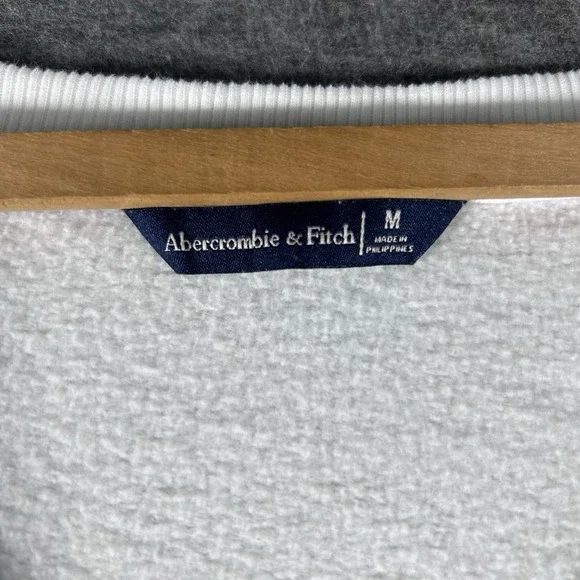 Abercrombie & Fitch
M
MADE IN
PHILIPPINES